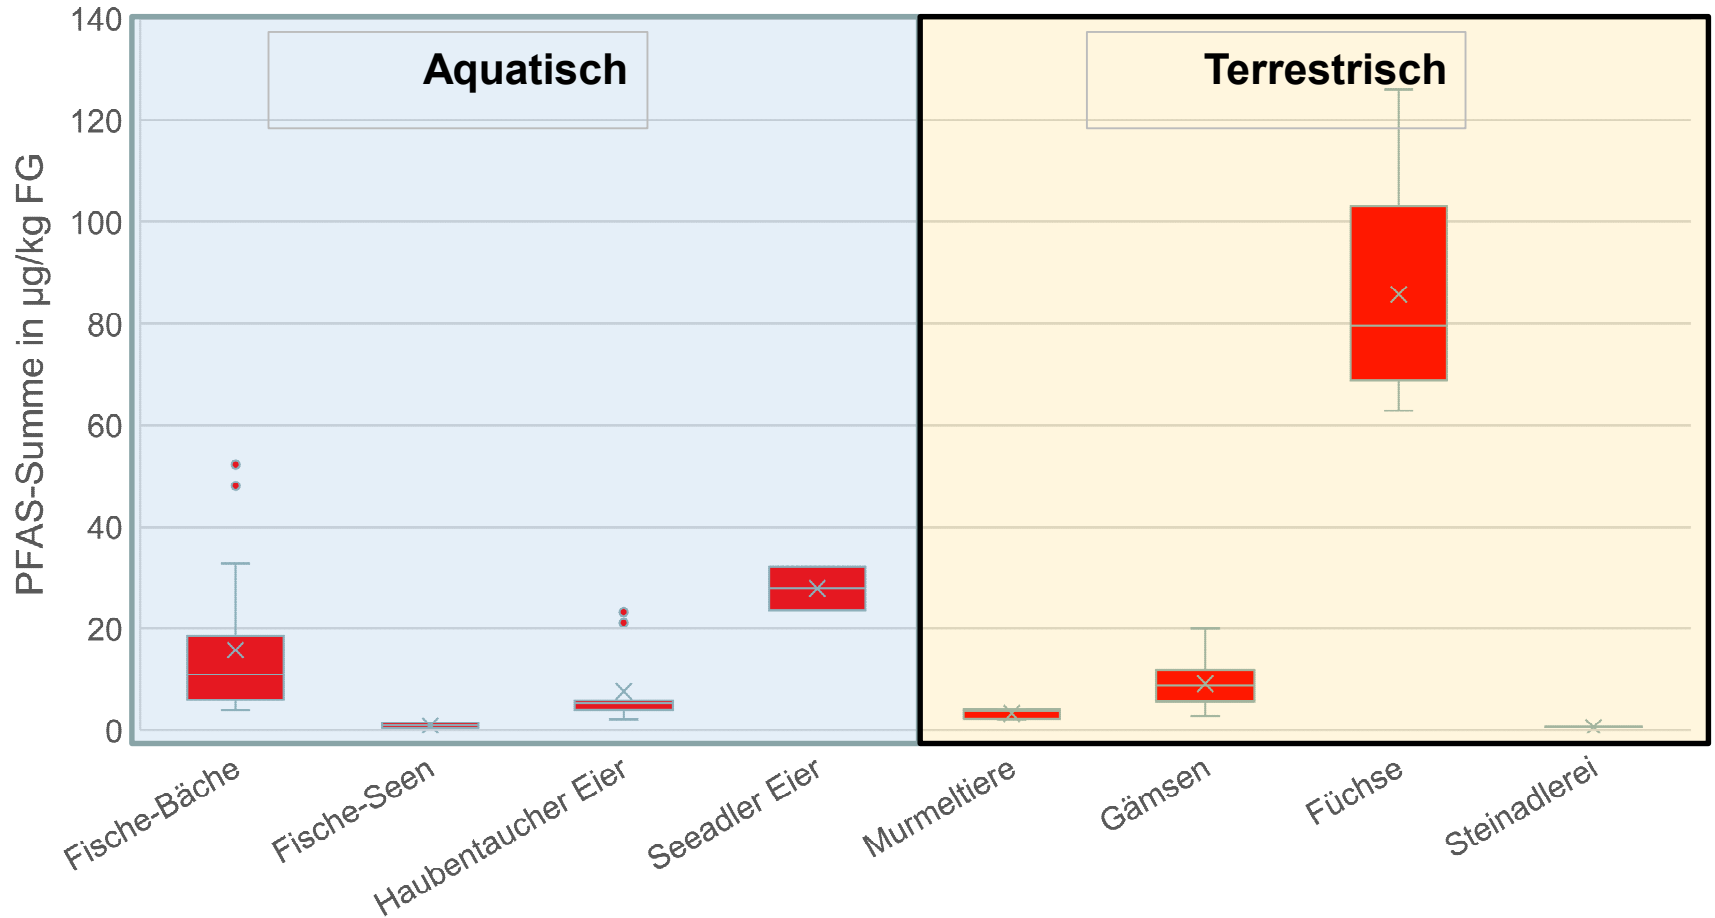 Aquatisch
Terrestrisch
PFAS-Summe in µg/kg FG
140
120
100
80
60
40
20
0
Fische-Bäche
Fische-Seen
Haubentaucher Eier
Seeadler Eier
Murmeltiere
Gämsen
Füchse
Steinadlerei